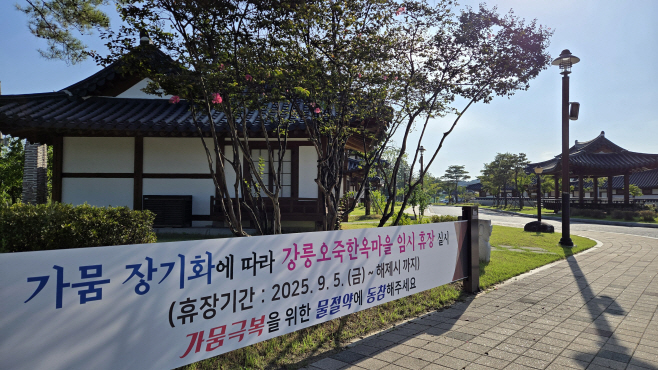 가뭄 장기화에 따라 강릉오죽한옥마을 임시 휴장 실시
(휴장기간 : 2025. 9. 5. (금) ~ 해제시 까지)
가뭄극복을 위한 물절약에 동참해주세요